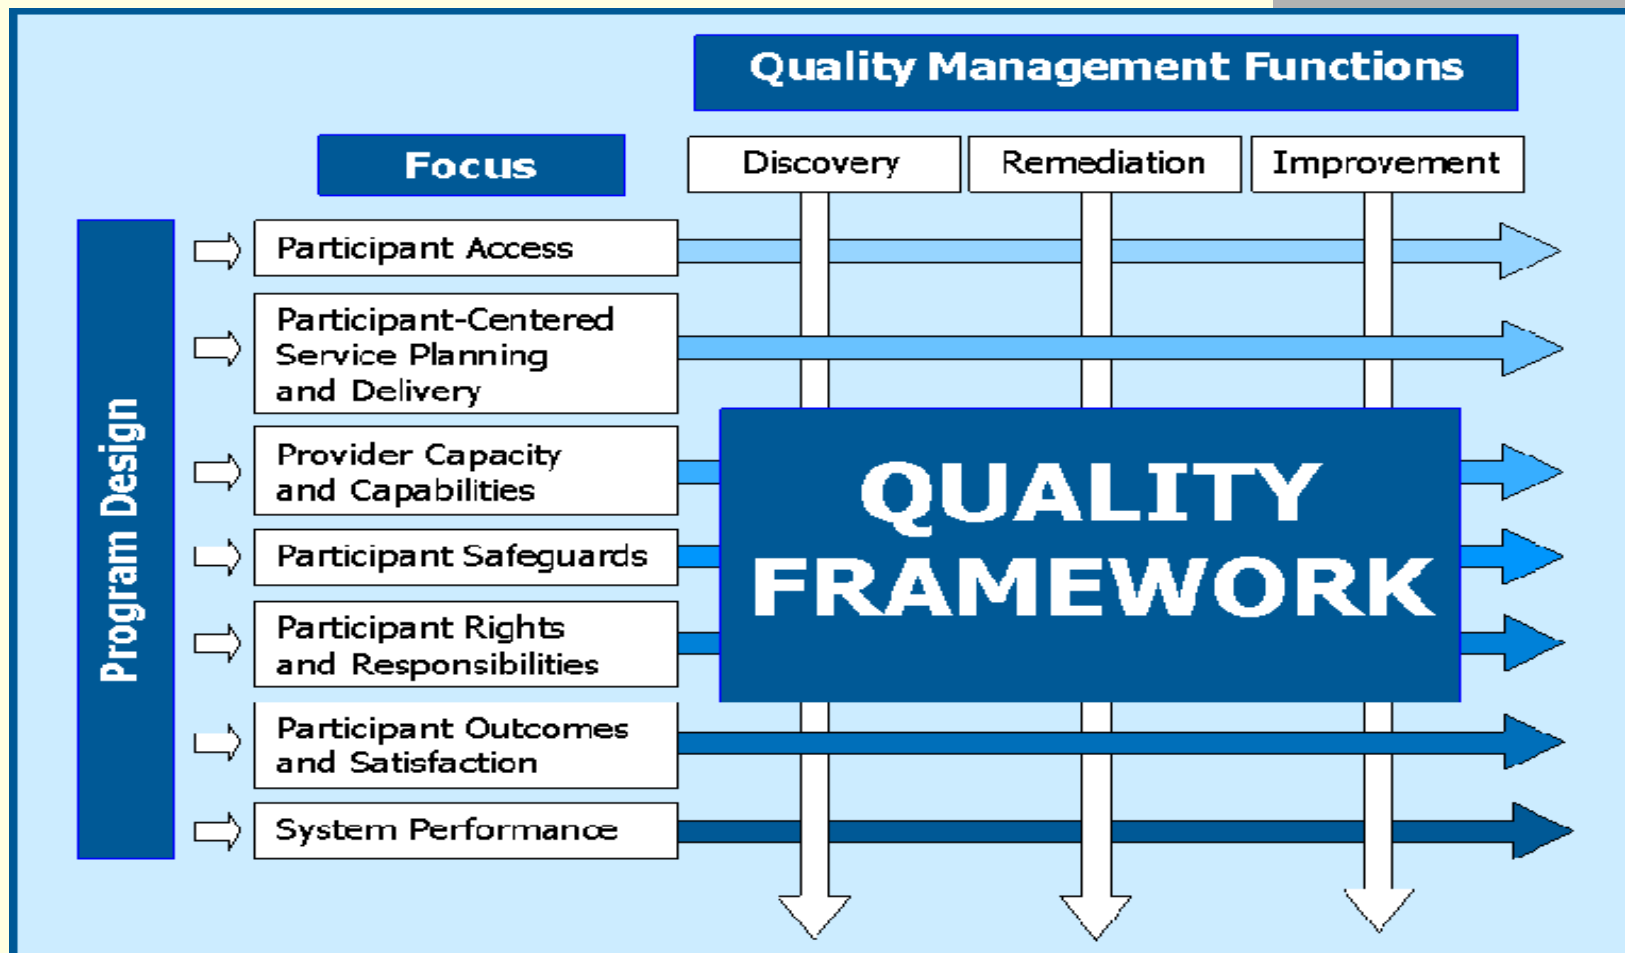 Quality Management Functions
Focus
Discovery
Remediation
Improvement
Program Design
Participant Access
Participant-Centered
Service Planning
and Delivery
Provider Capacity
and Capabilities
Participant Safeguards
Participant Rights
and Responsibilities
Participant Outcomes
and Satisfaction
System Performance
QUALITY
FRAMEWORK